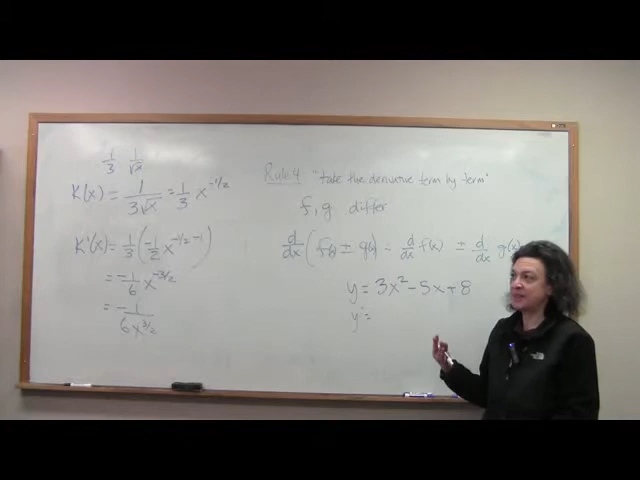 1/3 1/√x
K(x) = 1/(3√x) = 1/3 x^(-1/2)
K'(x) = 1/3 (-1/2 x^(-1/2 - 1))
= -1/6 x^(-3/2)
= -1/(6x^(3/2))
Rule 4 "take the derivative term by term"
f, g differ
d/dx (f(x) ± g(x) = d/dx f(x) ± d/dx g(x)
y = 3x² - 5x + 8
y' =